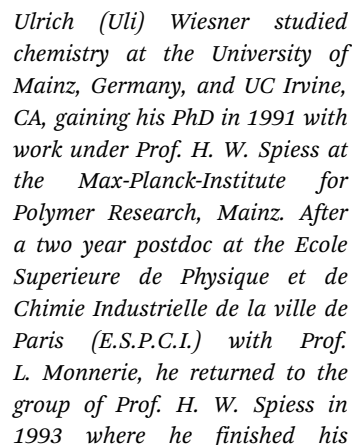 Ulrich (Uli) Wiesner studied
chemistry at the University of
Mainz, Germany, and UC Irvine,
CA, gaining his PhD in 1991 with
work under Prof. H. W. Spiess at
the Max-Planck-Institute for
Polymer Research, Mainz. After
a two year postdoc at the Ecole
Superieure de Physique et de
Chimie Industrielle de la ville de
Paris (E.S.P.C.I.) with Prof.
L. Monnerie, he returned to the
group of Prof. H. W. Spiess in
1993 where he finished his